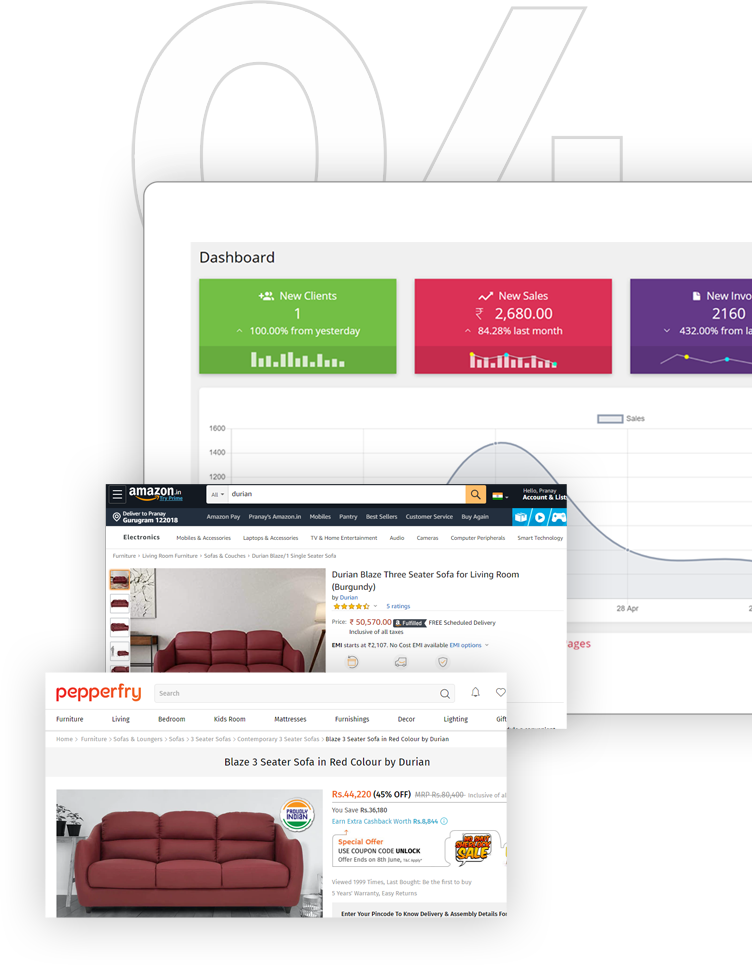 04
Dashboard
New Clients
1
100.00% from yesterday
New Sales
₹ 2,680.00
84.28% last month
New Invo
2160
432.00% from la
Sales
1600
1400
1200
28 Apr
2
ages
amazon.in
Try Prime
All
durian
Hello, Pranay
Account & List
Deliver to Pranay
Gurugram 122018
Amazon Pay Pranay's Amazon.in Mobiles Pantry Best Sellers Customer Service Buy Again
Electronics Mobiles & Accessories Laptops & Accessories TV & Home Entertainment Audio Cameras Computer Peripherals Smart Technology
Furniture › Living Room Furniture › Sofas & Couches › Durian Blaze/1 Single Seater Sofa
Durian Blaze Three Seater Sofa for Living Room
(Burgundy)
by Durian
5 ratings
Price: ₹ 50,570.00 Fulfilled FREE Scheduled Delivery
Inclusive of all taxes
EMI starts at ₹2,107. No Cost EMI available EMI options
pepperfry
Search
Furniture Living Bedroom Kids Room Mattresses Furnishings Decor Lighting Gift
Home > Furniture > Sofas & Loungers > Sofas > 3 Seater Sofas > Contemporary 3 Seater Sofas > Blaze 3 Seater Sofa in Red Colour by Durian
Blaze 3 Seater Sofa in Red Colour by Durian
PROUDLY
INDIAN
Rs.44,220 (45% OFF) MRP Rs.80,400 Inclusive of al
You Save Rs.36,180
Earn Extra Cashback Worth Rs.8,844
Special Offer
USE COUPON CODE UNLOCK
Offer Ends on 8th June, T&C Apply*
SALE
Viewed 1999 Times, Last Bought: Be the first to buy
5 Years' Warranty, Easy Returns
Enter Your Pincode To Know Delivery & Assembly Details For